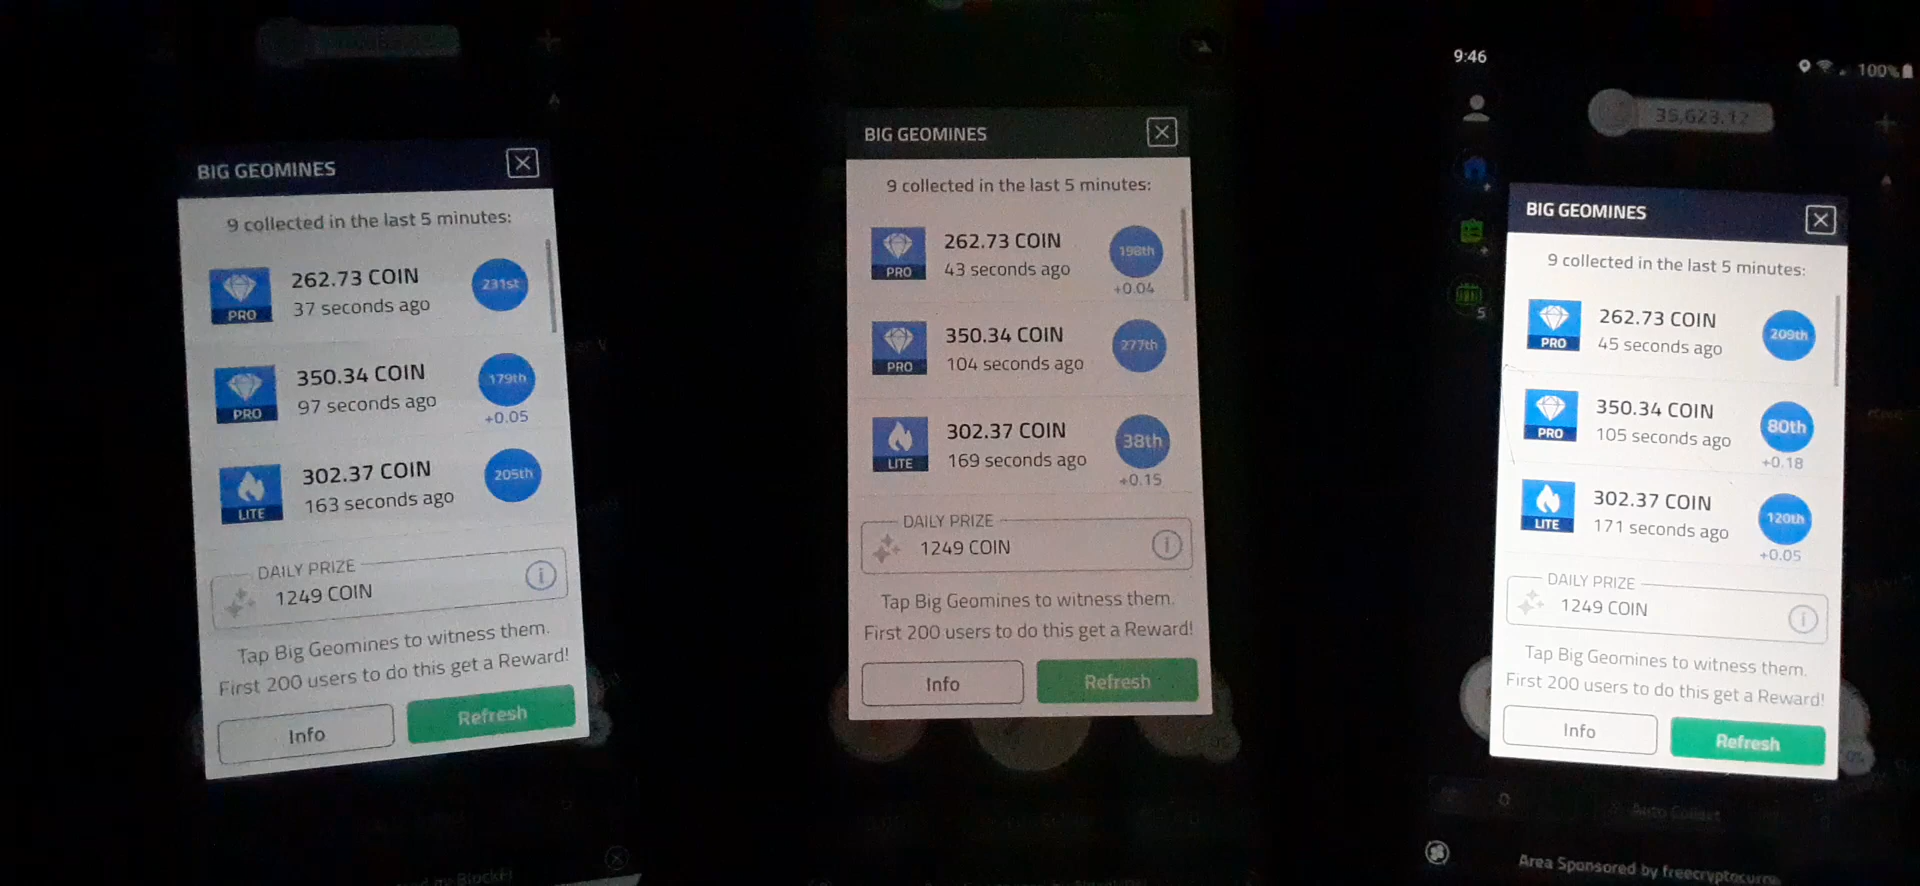 BIG GEOMINES
9 collected in the last 5 minutes:
262.73 COIN
37 seconds ago
PRO
231st
350.34 COIN
97 seconds ago
PRO
179th
+0.05
302.37 COIN
163 seconds ago
LITE
205th
DAILY PRIZE
1249 COIN
Tap Big Geomines to witness them.
First 200 users to do this get a Reward!
Info
Refresh
BIG GEOMINES
9 collected in the last 5 minutes:
262.73 COIN
43 seconds ago
PRO
198th
+0.04
350.34 COIN
104 seconds ago
PRO
277th
302.37 COIN
169 seconds ago
LITE
38th
+0.15
DAILY PRIZE
1249 COIN
Tap Big Geomines to witness them.
First 200 users to do this get a Reward!
Info
Refresh
9:46
100%
35,623.12
5
BIG GEOMINES
9 collected in the last 5 minutes:
262.73 COIN
45 seconds ago
PRO
209th
350.34 COIN
105 seconds ago
PRO
80th
+0.18
302.37 COIN
171 seconds ago
LITE
120th
+0.05
DAILY PRIZE
1249 COIN
Tap Big Geomines to witness them.
First 200 users to do this get a Reward!
Info
Refresh
0
Auto Collect
Area Sponsored by